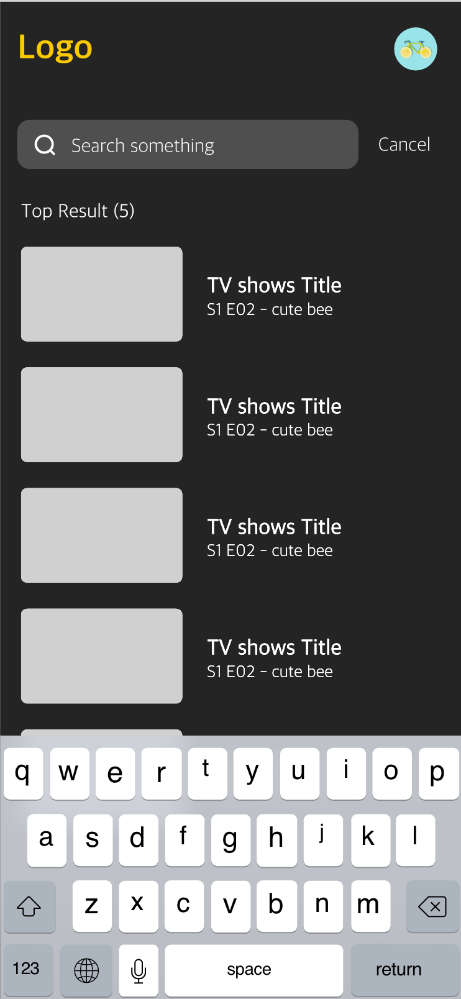 Logo
Search something
Cancel
Top Result (5)
TV shows Title
S1 E02 - cute bee
TV shows Title
S1 E02 - cute bee
TV shows Title
S1 E02 - cute bee
TV shows Title
S1 E02 - cute bee
q w e r t y u i o p
a s d f g h j k l
z x c v b n m
123 space return